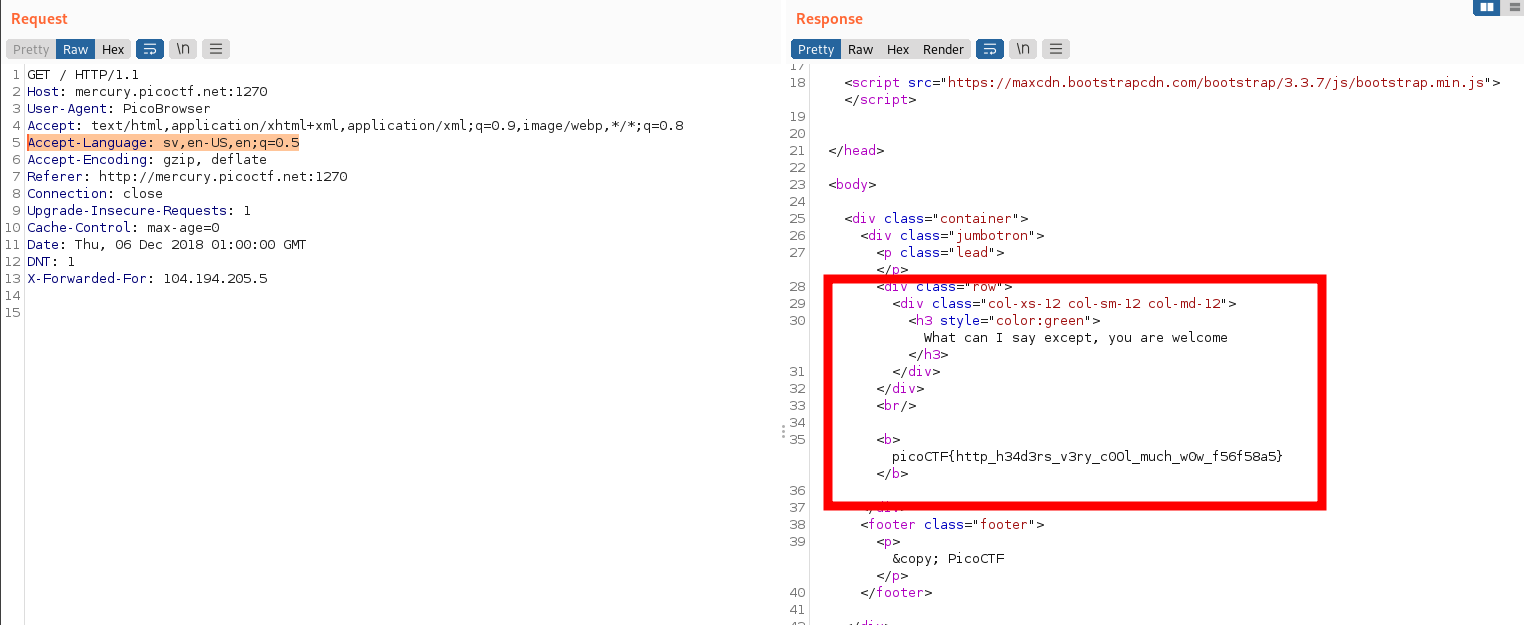 Request
Pretty Raw Hex \n
1 GET / HTTP/1.1
2 Host: mercury.picoctf.net:1270
3 User-Agent: PicoBrowser
4 Accept: text/html,application/xhtml+xml,application/xml;q=0.9,image/webp,*/*;q=0.8
5 Accept-Language: sv,en-US,en;q=0.5
6 Accept-Encoding: gzip, deflate
7 Referer: http://mercury.picoctf.net:1270
8 Connection: close
9 Upgrade-Insecure-Requests: 1
10 Cache-Control: max-age=0
11 Date: Thu, 06 Dec 2018 01:00:00 GMT
12 DNT: 1
13 X-Forwarded-For: 104.194.205.5
14
15
Response
Pretty Raw Hex Render \n
17
18 <script src="https://maxcdn.bootstrapcdn.com/bootstrap/3.3.7/js/bootstrap.min.js">
</script>
19
20
21 </head>
22
23 <body>
24
25 <div class="container">
26 <div class="jumbotron">
27 <p class="lead">
</p>
28 <div class="row">
29 <div class="col-xs-12 col-sm-12 col-md-12">
30 <h3 style="color:green">
What can I say except, you are welcome
</h3>
31 </div>
32 </div>
33 <br/>
34
35 <b>
picoCTF{http_h34d3rs_v3ry_c00l_much_w0w_f56f58a5}
</b>
36
37 </div>
38 <footer class="footer">
39 <p>
&copy; PicoCTF
</p>
40 </footer>
41
42 </div>